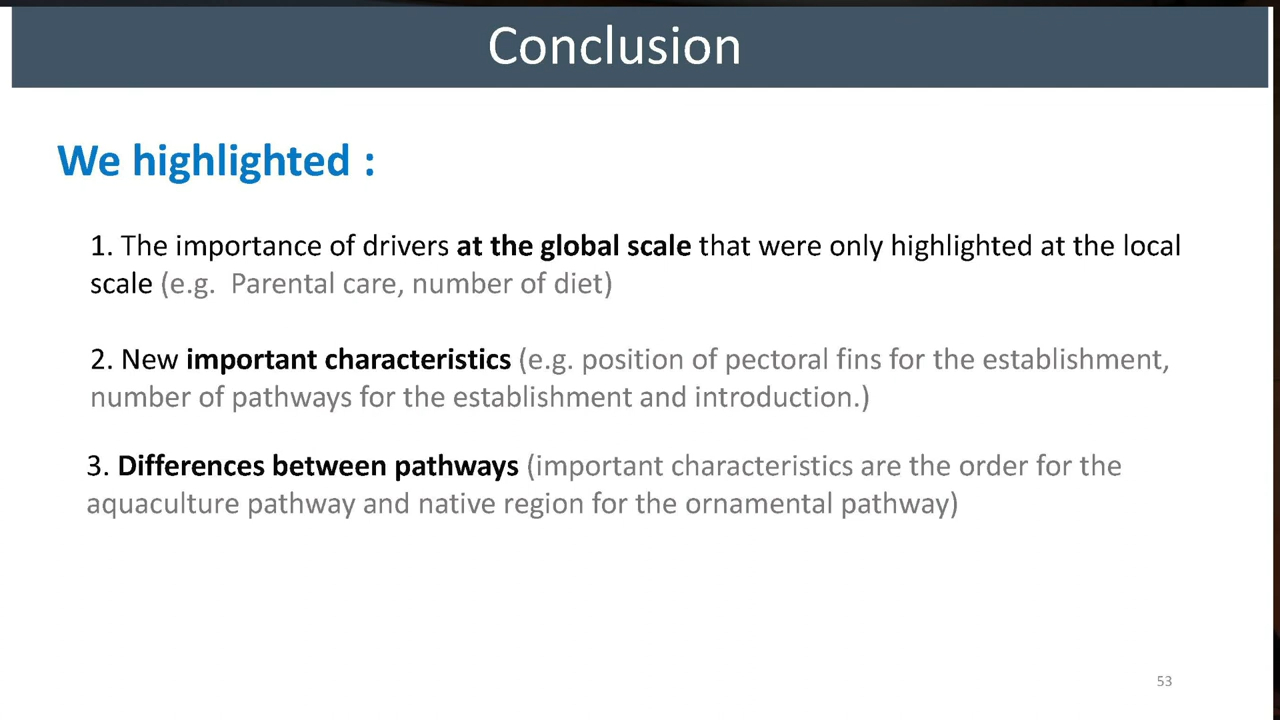 Conclusion
We highlighted :
1. The importance of drivers at the global scale that were only highlighted at the local
scale (e.g.  Parental care, number of diet)
2. New important characteristics (e.g. position of pectoral fins for the establishment,
number of pathways for the establishment and introduction.)
3. Differences between pathways (important characteristics are the order for the
aquaculture pathway and native region for the ornamental pathway)
53